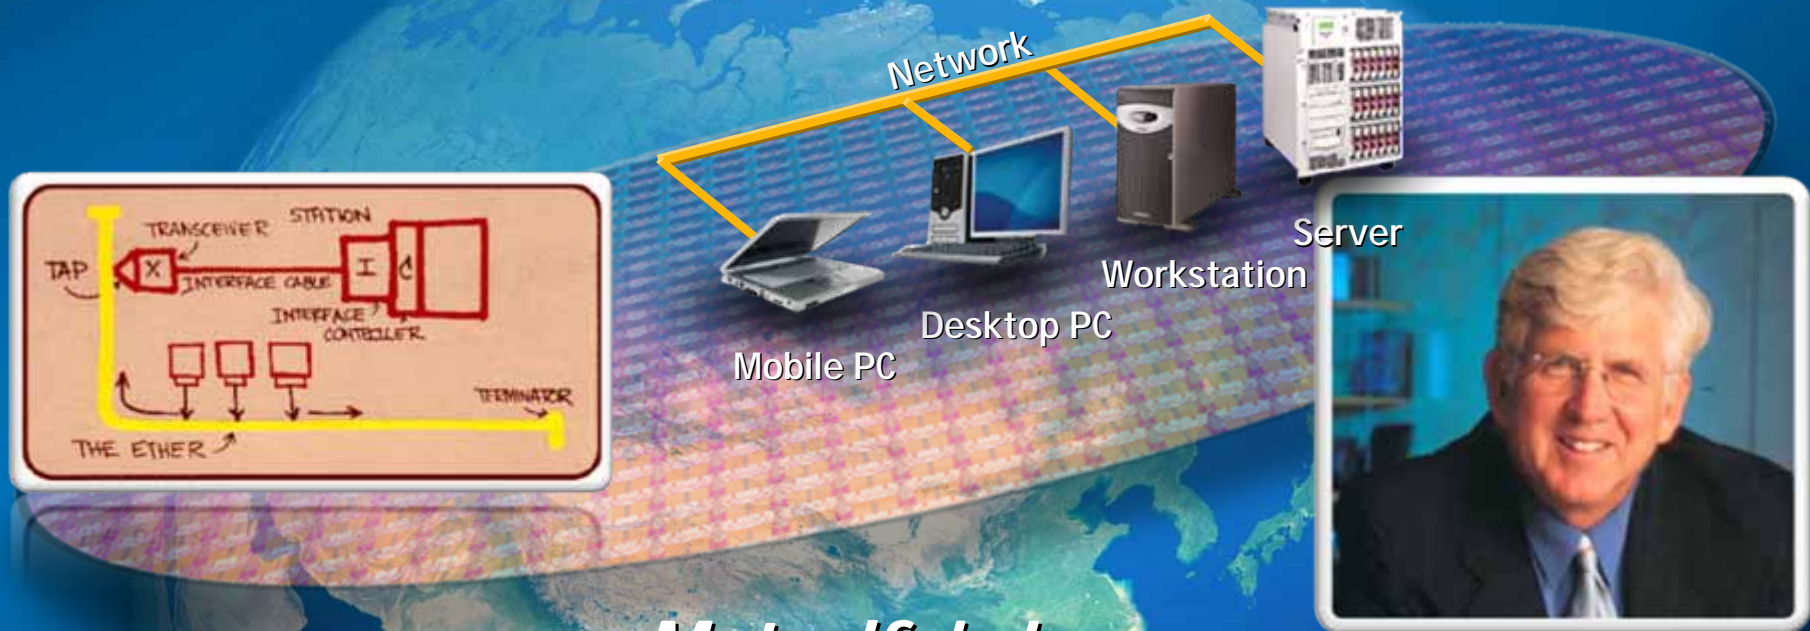 Network
Server
Workstation
Desktop PC
Mobile PC
STATION
TRANSCEIVER
TAP
X
I
C
INTERFACE CABLE
INTERFACE
CONTROLLER
TERMINATOR
THE ETHER